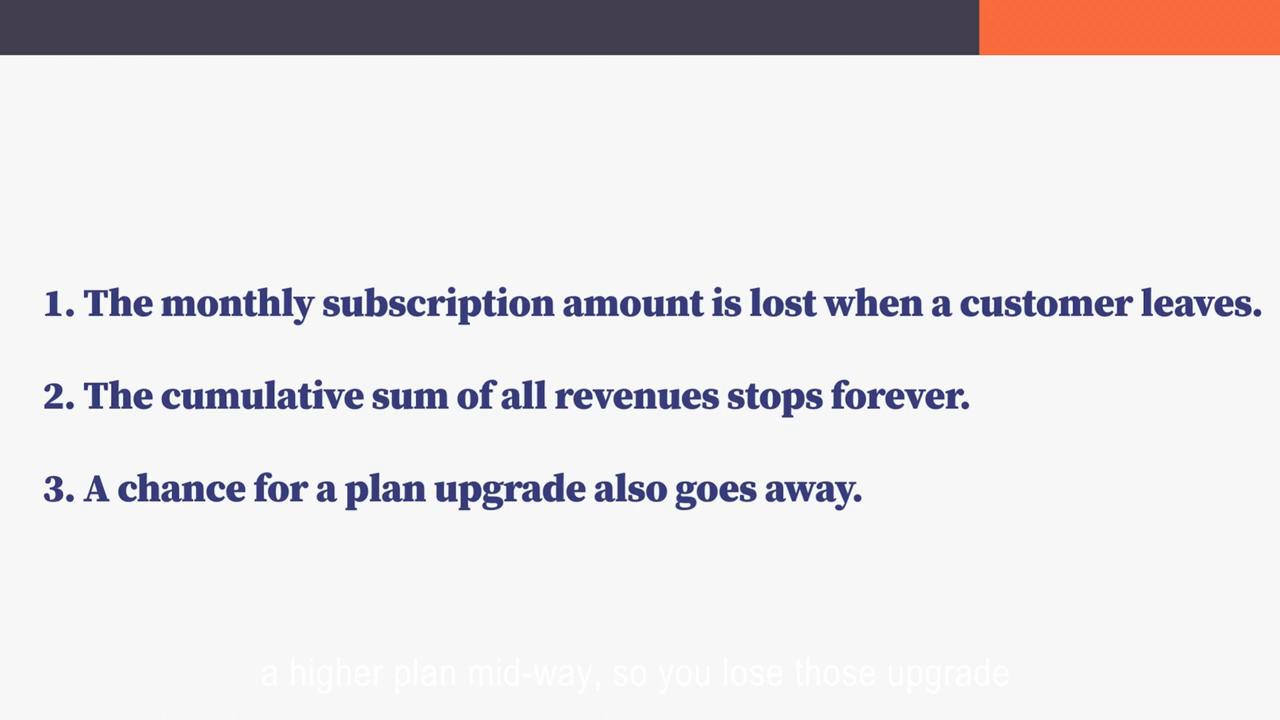 1. The monthly subscription amount is lost when a customer leaves.
2. The cumulative sum of all revenues stops forever.
3. A chance for a plan upgrade also goes away.
a higher plan mid-way, so you lose those upgrade